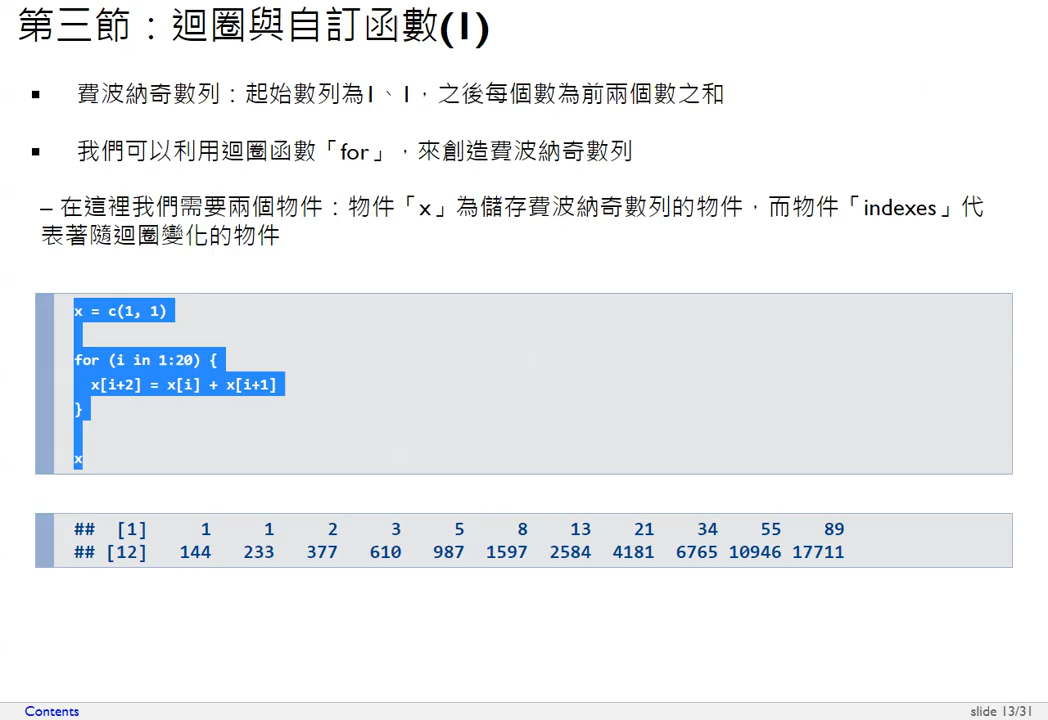 第三節：迴圈與自訂函數(1)
▪ 費波納奇數列：起始數列為1、1，之後每個數為前兩個數之和
▪ 我們可以利用迴圈函數「for」，來創造費波納奇數列
– 在這裡我們需要兩個物件：物件「x」為儲存費波納奇數列的物件，而物件「indexes」代
表著隨迴圈變化的物件
x = c(1, 1)
for (i in 1:20) {
x[i+2] = x[i] + x[i+1]
}
x
## [1] 1 1 2 3 5 8 13 21 34 55 89
## [12] 144 233 377 610 987 1597 2584 4181 6765 10946 17711
Contents
slide 13/31